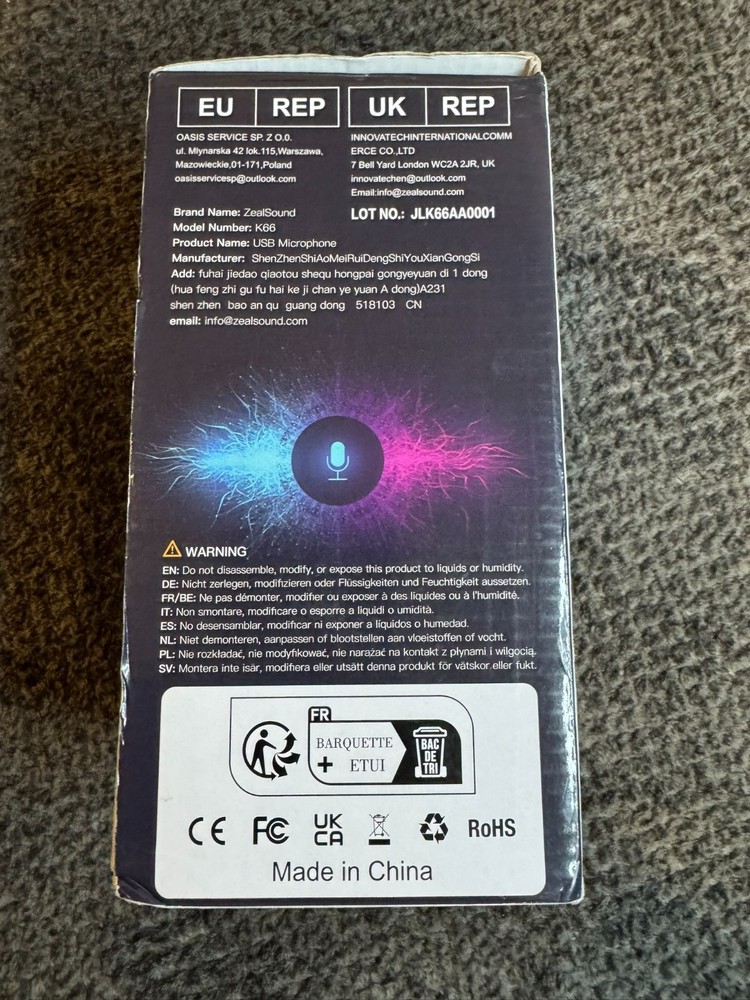 EU REP
OASIS SERVICE SP. Z O.O.
ul. Mlynarska 42 lok.115,Warszawa,
Mazowieckie,01-171,Poland
oasisservicesp@outlook.com
UK REP
INNOVATECHINTERNATIONALCOMM
ERCE CO.,LTD
7 Bell Yard London WC2A 2JR, UK
innovatechen@outlook.com
Email:info@zealsound.com
LOT NO.: JLK66AA0001
Brand Name: ZealSound
Model Number: K66
Product Name: USB Microphone
Manufacturer: ShenZhenShiAoMeiRuiDengShiYouXianGongSi
Add: fuhai jiedao qiaotou shequ hongpai gongyeyuan di 1 dong
(hua feng zhi gu fu hai ke ji chan ye yuan A dong)A231
shen zhen bao an qu guang dong 518103 CN
email: info@zealsound.com
WARNING
EN: Do not disassemble, modify, or expose this product to liquids or humidity.
DE: Nicht zerlegen, modifizieren oder Flüssigkeiten und Feuchtigkeit aussetzen.
FR/BE: Ne pas démonter, modifier ou exposer à des liquides ou à l'humidité.
IT: Non smontare, modificare o esporre a liquidi o umidità.
ES: No desensamblar, modificar ni exponer a líquidos o humedad.
NL: Niet demonteren, aanpassen of blootstellen aan vloeistoffen of vocht.
PL: Nie rozkładać, nie modyfikować, nie narażać na kontakt z płynami i wilgocią.
SV: Montera inte isär, modifiera eller utsätt denna produkt för vätskor eller fukt.
FR
BARQUETTE
+ ETUI
BAC
DE
TRI
CE FC UK
CA RoHS
Made in China